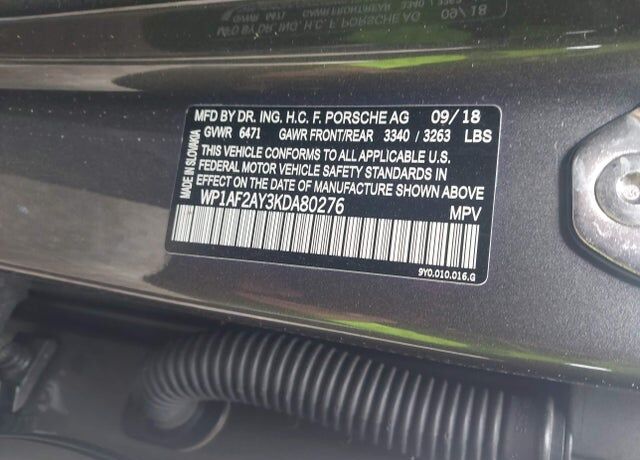 MFD BY DR. ING. H.C. F. PORSCHE AG 09/18
GVWR 6471 GAWR FRONT/REAR 3340 / 3263 LBS
THIS VEHICLE CONFORMS TO ALL APPLICABLE U.S.
FEDERAL MOTOR VEHICLE SAFETY STANDARDS IN
EFFECT ON THE DATE OF MANUFACTURE SHOWN ABOVE
WP1AF2AY3KDA80276 MPV
9Y0.010.016.G
MADE IN SLOVAKIA